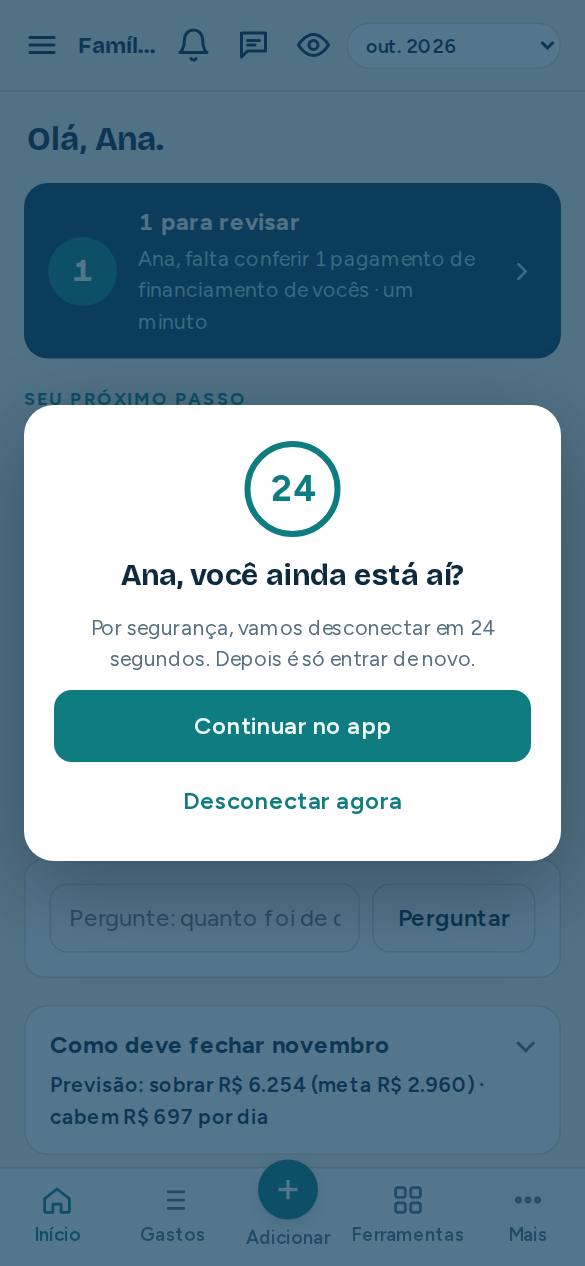 Famíl...
out. 2026
Olá, Ana.
1
1 para revisar
Ana, falta conferir 1 pagamento de
financiamento de vocês · um
minuto
SEU PRÓXIMO PASSO
24
Ana, você ainda está aí?
Por segurança, vamos desconectar em 24
segundos. Depois é só entrar de novo.
Continuar no app
Desconectar agora
Pergunte: quanto foi de
Perguntar
Como deve fechar novembro
Previsão: sobrar R$ 6.254 (meta R$ 2.960) ·
cabem R$ 697 por dia
Início
Gastos
Adicionar
Ferramentas
Mais